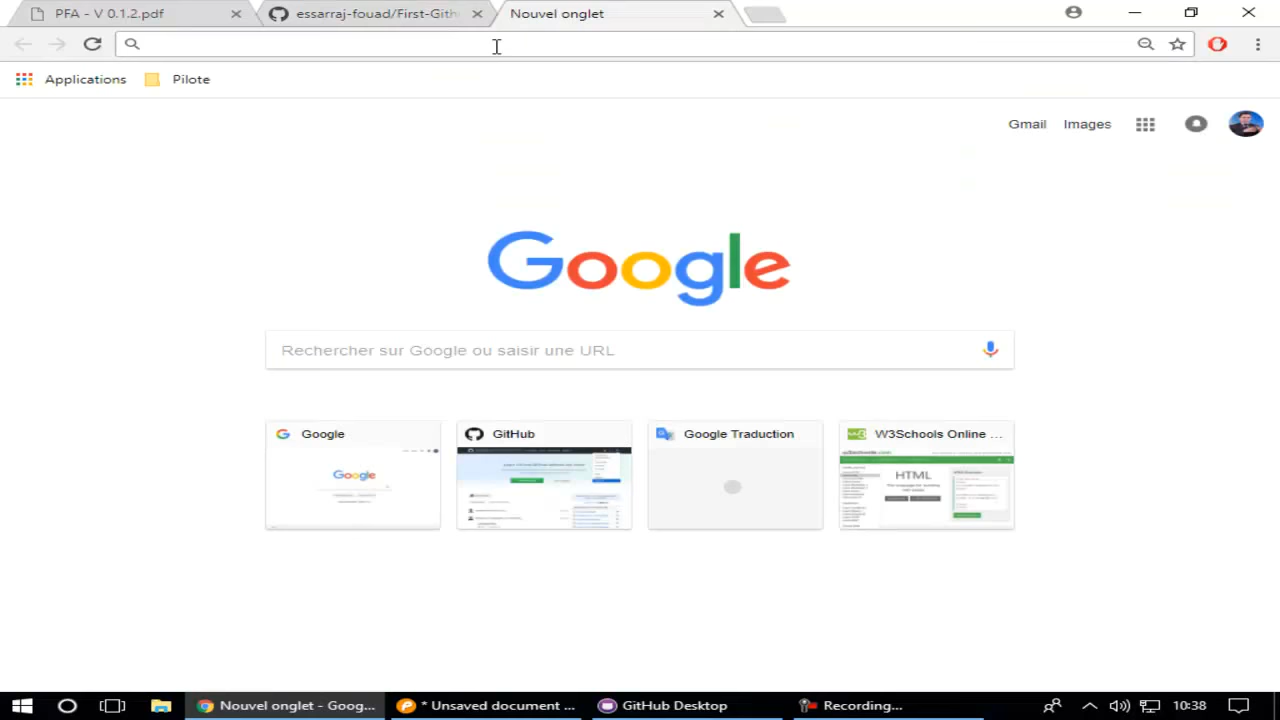 PFA - V 0.1.2.pdf
essarraj-fouad/First-Gith
Nouvel onglet
Applications
Pilote
Gmail
Images
Google
Rechercher sur Google ou saisir une URL
Google
GitHub
Google Traduction
W3Schools Online ...
Google
HTML
Nouvel onglet - Goog...
* Unsaved document ...
GitHub Desktop
Recording...
10:38